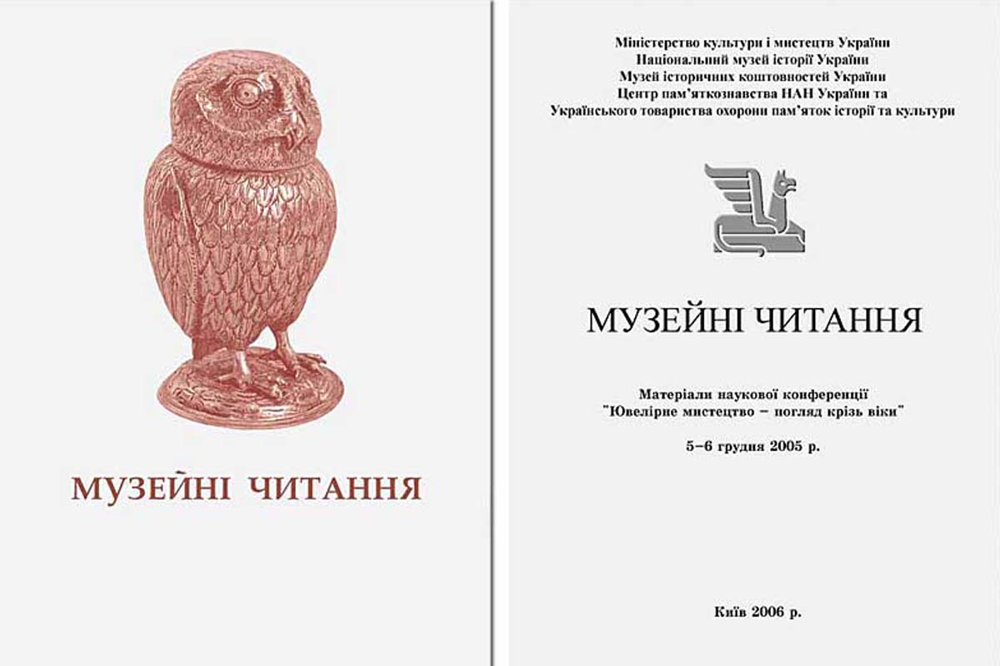 МУЗЕЙНІ ЧИТАННЯ
Міністерство культури і мистецтв України
Національний музей історії України
Музей історичних коштовностей України
Центр пам’яткознавства НАН України та
Українського товариства охорони пам’яток історії та культури
МУЗЕЙНІ ЧИТАННЯ
Матеріали наукової конференції
"Ювелірне мистецтво – погляд крізь віки"
5–6 грудня 2005 р.
Київ 2006 р.